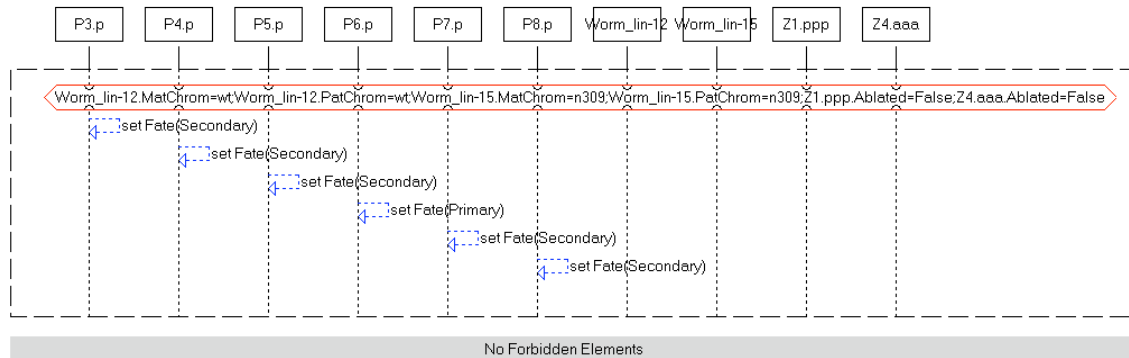 P3.p P4.p P5.p P6.p P7.p P8.p Worm_lin-12 Worm_lin-15 Z1.ppp Z4.aaa
Worm_lin-12.MatChrom=wt;Worm_lin-12.PatChrom=wt;Worm_lin-15.MatChrom=n309;Worm_lin-15.PatChrom=n309;Z1.ppp.Ablated=False;Z4.aaa.Ablated=False
set Fate(Secondary)
set Fate(Secondary)
set Fate(Secondary)
set Fate(Primary)
set Fate(Secondary)
set Fate(Secondary)
No Forbidden Elements